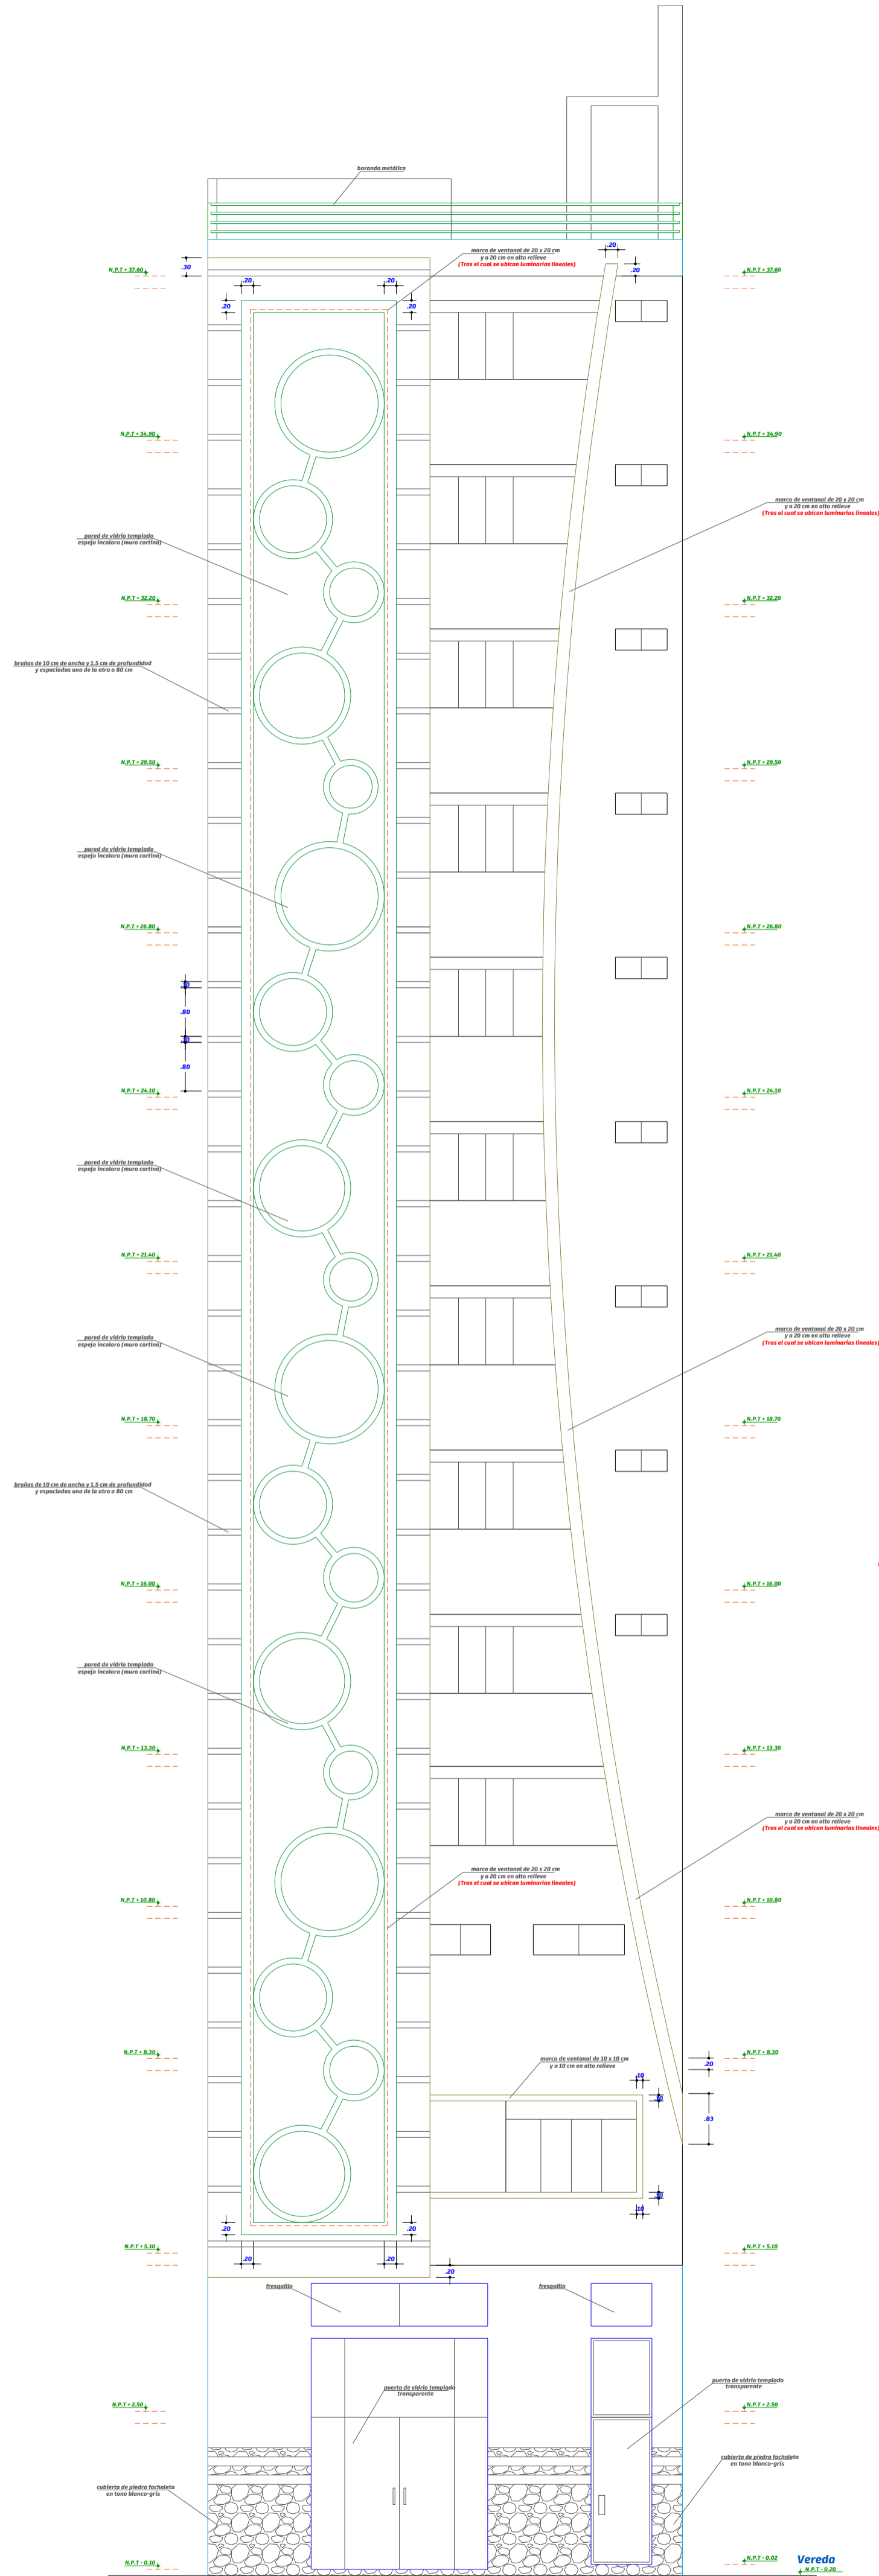 baranda metálica
marco de ventanal de 20 x 20 cm
y a 20 cm en alto relieve
(Tras el cual se ubican luminarias lineales)
.20
.20
.30
N.P.T + 37.60
N.P.T + 37.60
.20
.20
.20
.20
N.P.T + 34.90
N.P.T + 34.90
marco de ventanal de 20 x 20 cm
y a 20 cm en alto relieve
(Tras el cual se ubican luminarias lineales)
pared de vidrio templado
espejo incoloro (muro cortina)
N.P.T + 32.20
N.P.T + 32.20
bruñas de 10 cm de ancho y 1.5 cm de profundidad
y espaciadas una de la otra a 80 cm
N.P.T + 29.50
N.P.T + 29.50
pared de vidrio templado
espejo incoloro (muro cortina)
N.P.T + 26.80
N.P.T + 26.80
.10
.80
.10
.80
N.P.T + 24.10
N.P.T + 24.10
pared de vidrio templado
espejo incoloro (muro cortina)
N.P.T + 21.40
N.P.T + 21.40
marco de ventanal de 20 x 20 cm
y a 20 cm en alto relieve
(Tras el cual se ubican luminarias lineales)
pared de vidrio templado
espejo incoloro (muro cortina)
N.P.T + 18.70
N.P.T + 18.70
bruñas de 10 cm de ancho y 1.5 cm de profundidad
y espaciadas una de la otra a 80 cm
N.P.T + 16.00
N.P.T + 16.00
pared de vidrio templado
espejo incoloro (muro cortina)
N.P.T + 13.30
N.P.T + 13.30
marco de ventanal de 20 x 20 cm
y a 20 cm en alto relieve
(Tras el cual se ubican luminarias lineales)
marco de ventanal de 20 x 20 cm
y a 20 cm en alto relieve
(Tras el cual se ubican luminarias lineales)
N.P.T + 10.80
N.P.T + 10.80
N.P.T + 8.30
N.P.T + 8.30
marco de ventanal de 10 x 10 cm
y a 10 cm en alto relieve
.20
.10
.10
.83
.10
.10
.20
.20
N.P.T + 5.10
N.P.T + 5.10
.20
.20
.20
fresquillo
fresquillo
puerta de vidrio templado
transparente
puerta de vidrio templado
transparente
N.P.T + 2.50
N.P.T + 2.50
cubierta de piedra fachaleta
en tono blanco-gris
cubierta de piedra fachaleta
en tono blanco-gris
N.P.T - 0.10
N.P.T - 0.02
Vereda
N.P.T - 0.20